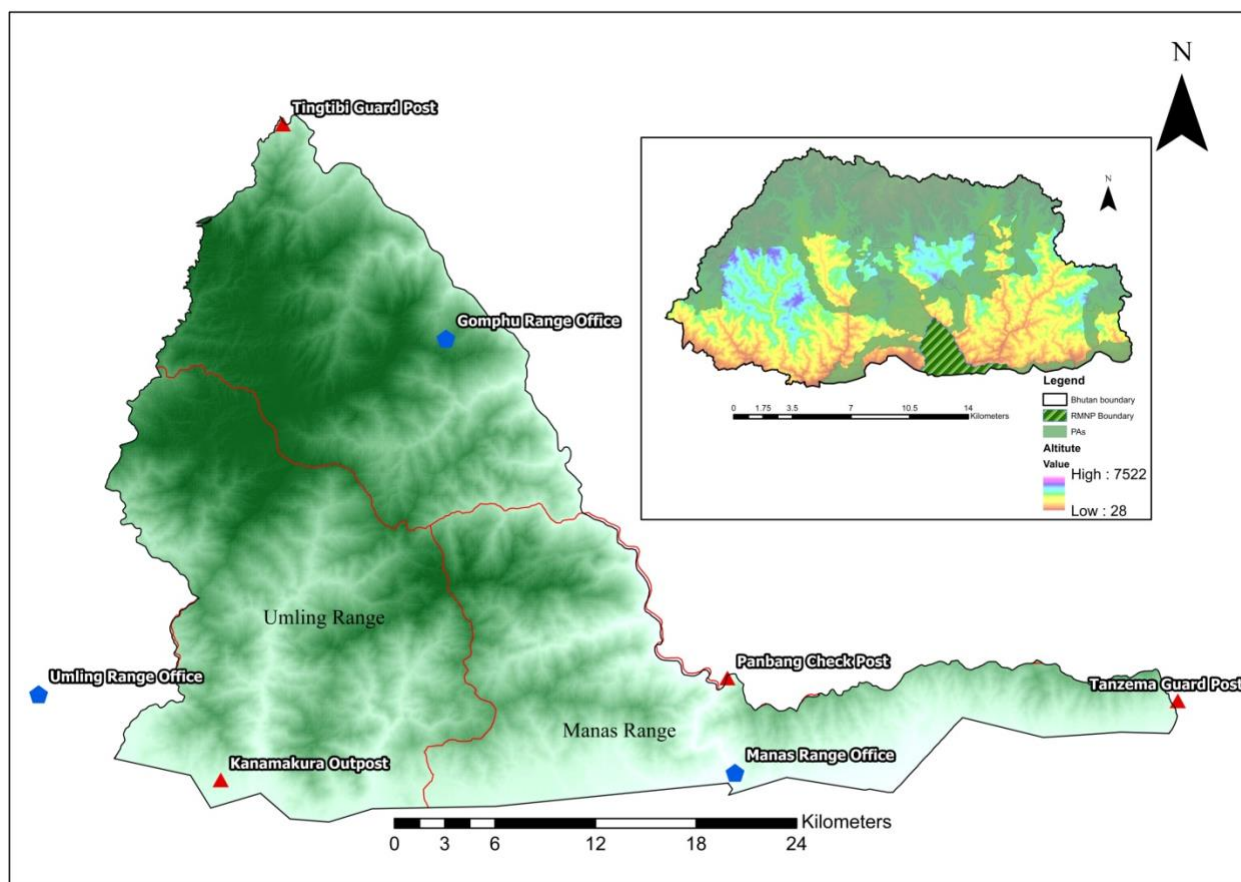 N
Tingtibi Guard Post
N
Gomphu Range Office
Legend
Bhutan boundary
RMNP Boundary
PAs
Altitute
Value
High : 7522
Low : 28
0 1.75 3.5 7 10.5 14
Kilometers
Umling Range
Umling Range Office
Panbang Check Post
Tanzema Guard Post
Manas Range
Manas Range Office
Kanamakura Outpost
Kilometers
0 3 6 12 18 24